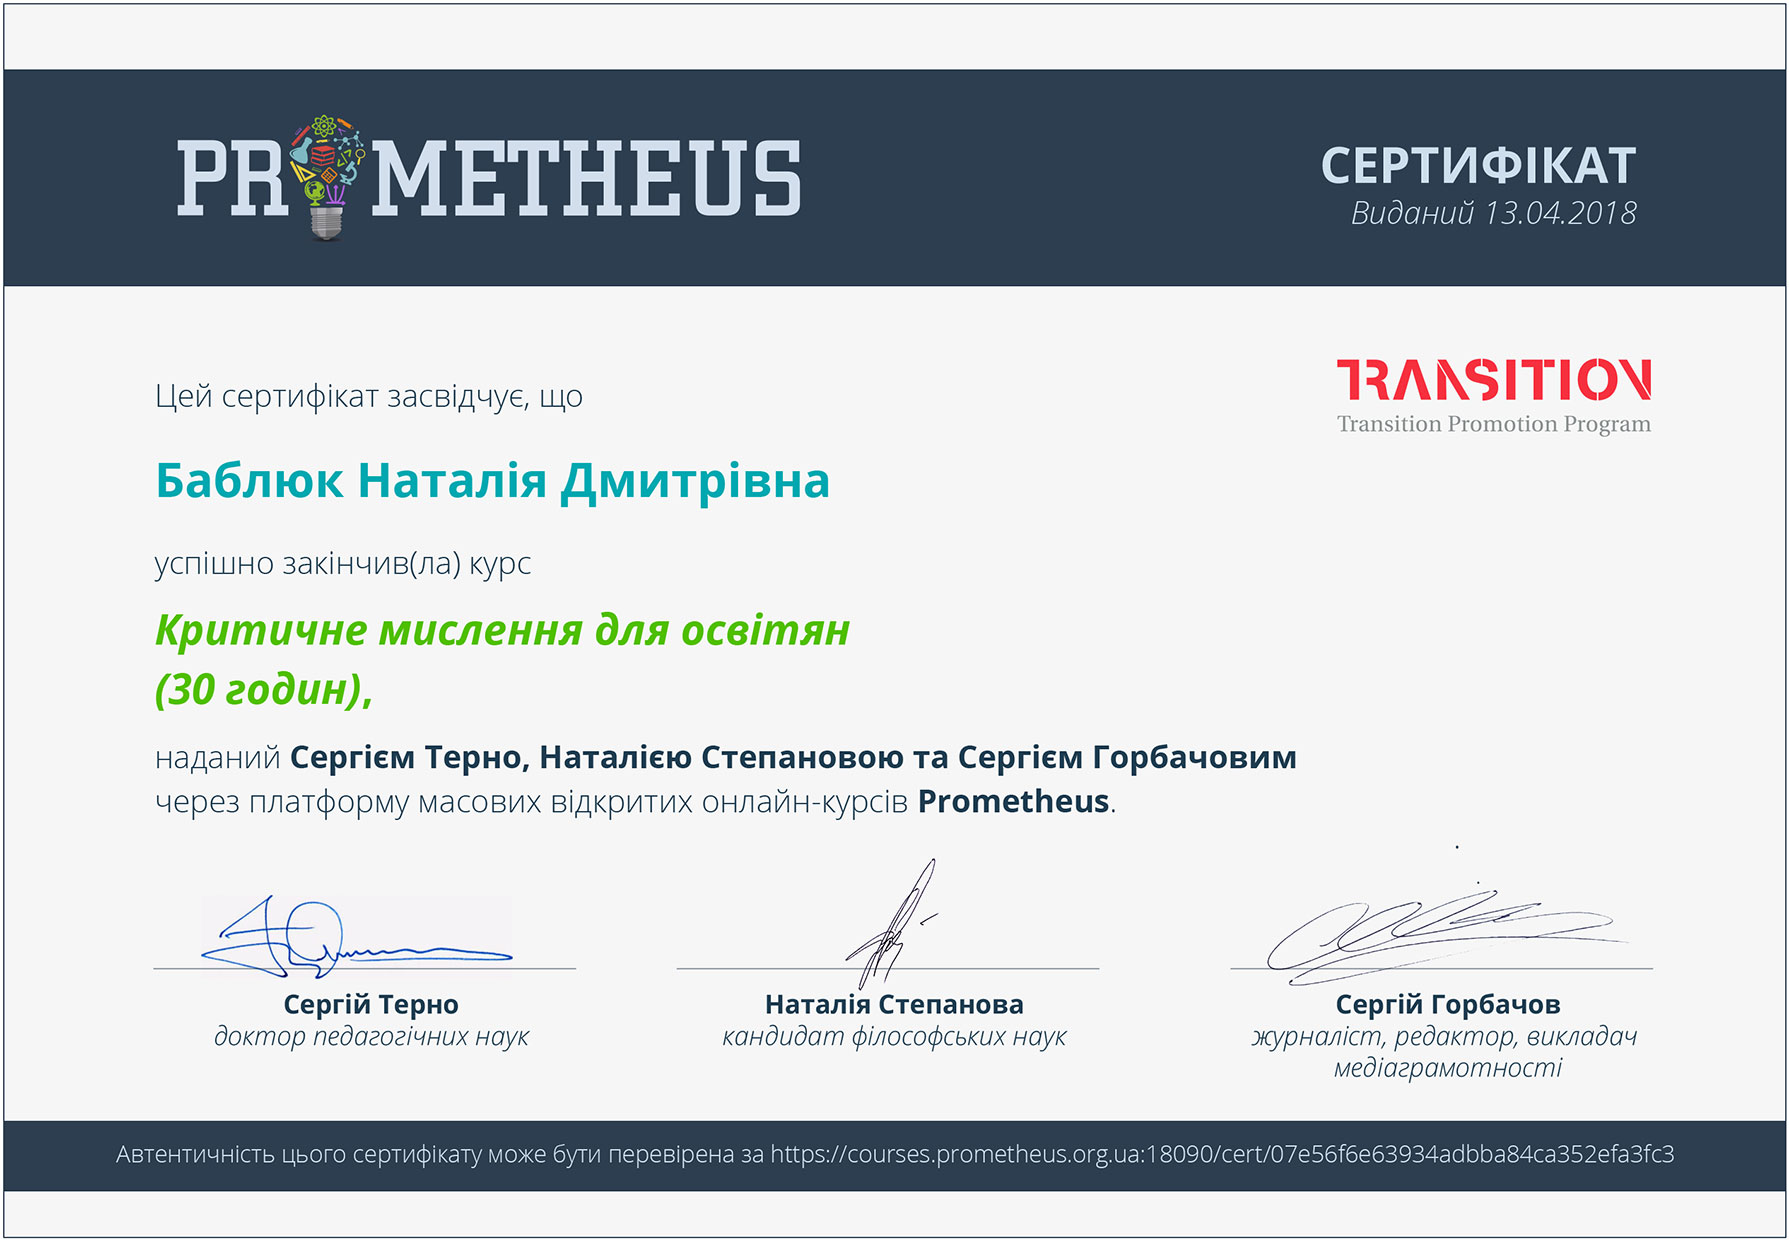 PROMETHEUS
СЕРТИФІКАТ
Виданий 13.04.2018
TRANSITION
Transition Promotion Program
Цей сертифікат засвідчує, що
Баблюк Наталія Дмитрівна
успішно закінчив(ла) курс
Критичне мислення для освітян
(30 годин),
наданий Сергієм Терно, Наталією Степановою та Сергієм Горбачовим
через платформу масових відкритих онлайн-курсів Prometheus.
Сергій Терно
доктор педагогічних наук
Наталія Степанова
кандидат філософських наук
Сергій Горбачов
журналіст, редактор, викладач
медіаграмотності
Автентичність цього сертифікату може бути перевірена за https://courses.prometheus.org.ua:18090/cert/07e56f6e63934adbba84ca352efa3fc3